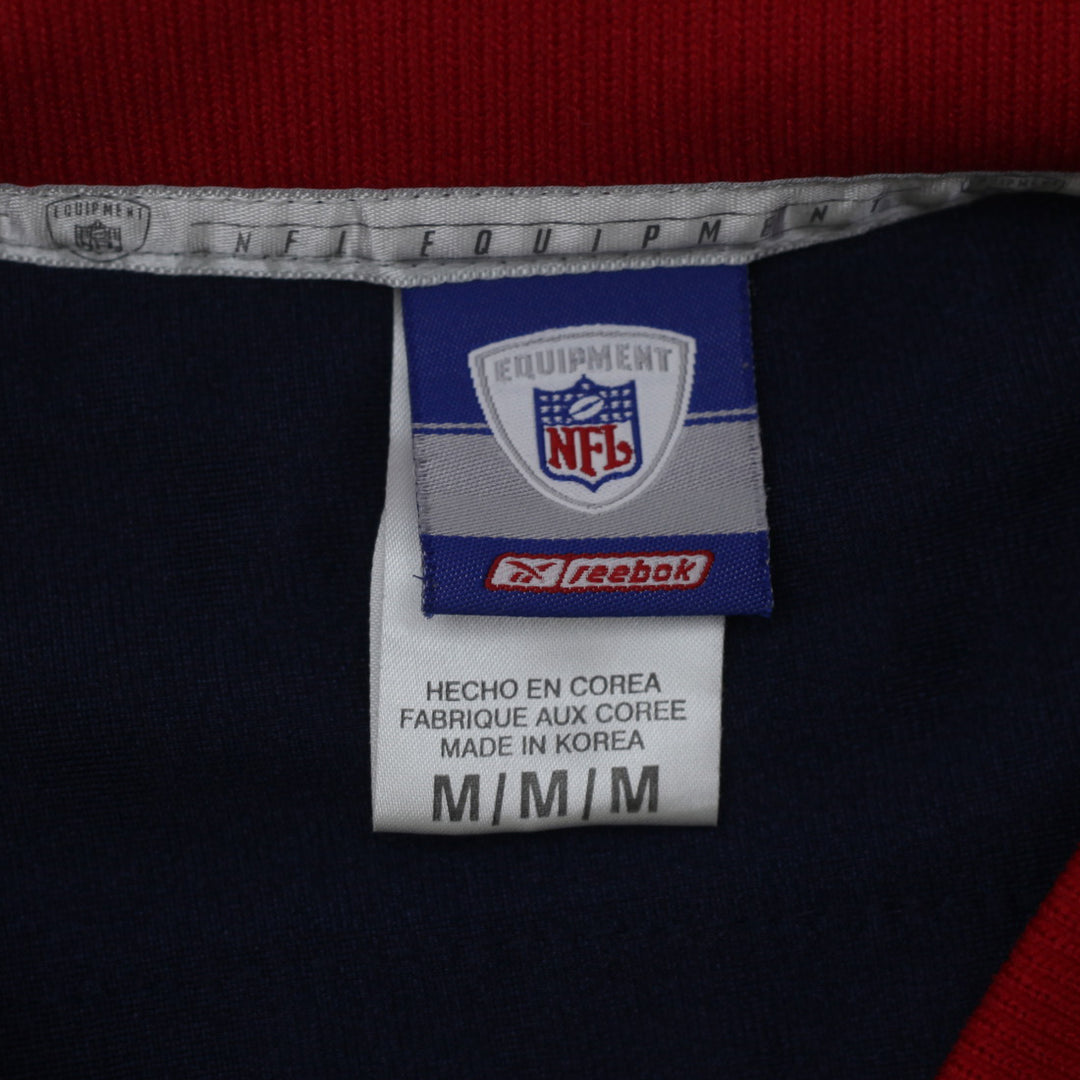 EQUIPMENT
NFL EQUIPMENT
EQUIPMENT
NFL
reebok
HECHO EN COREA
FABRIQUE AUX COREE
MADE IN KOREA
M/M/M